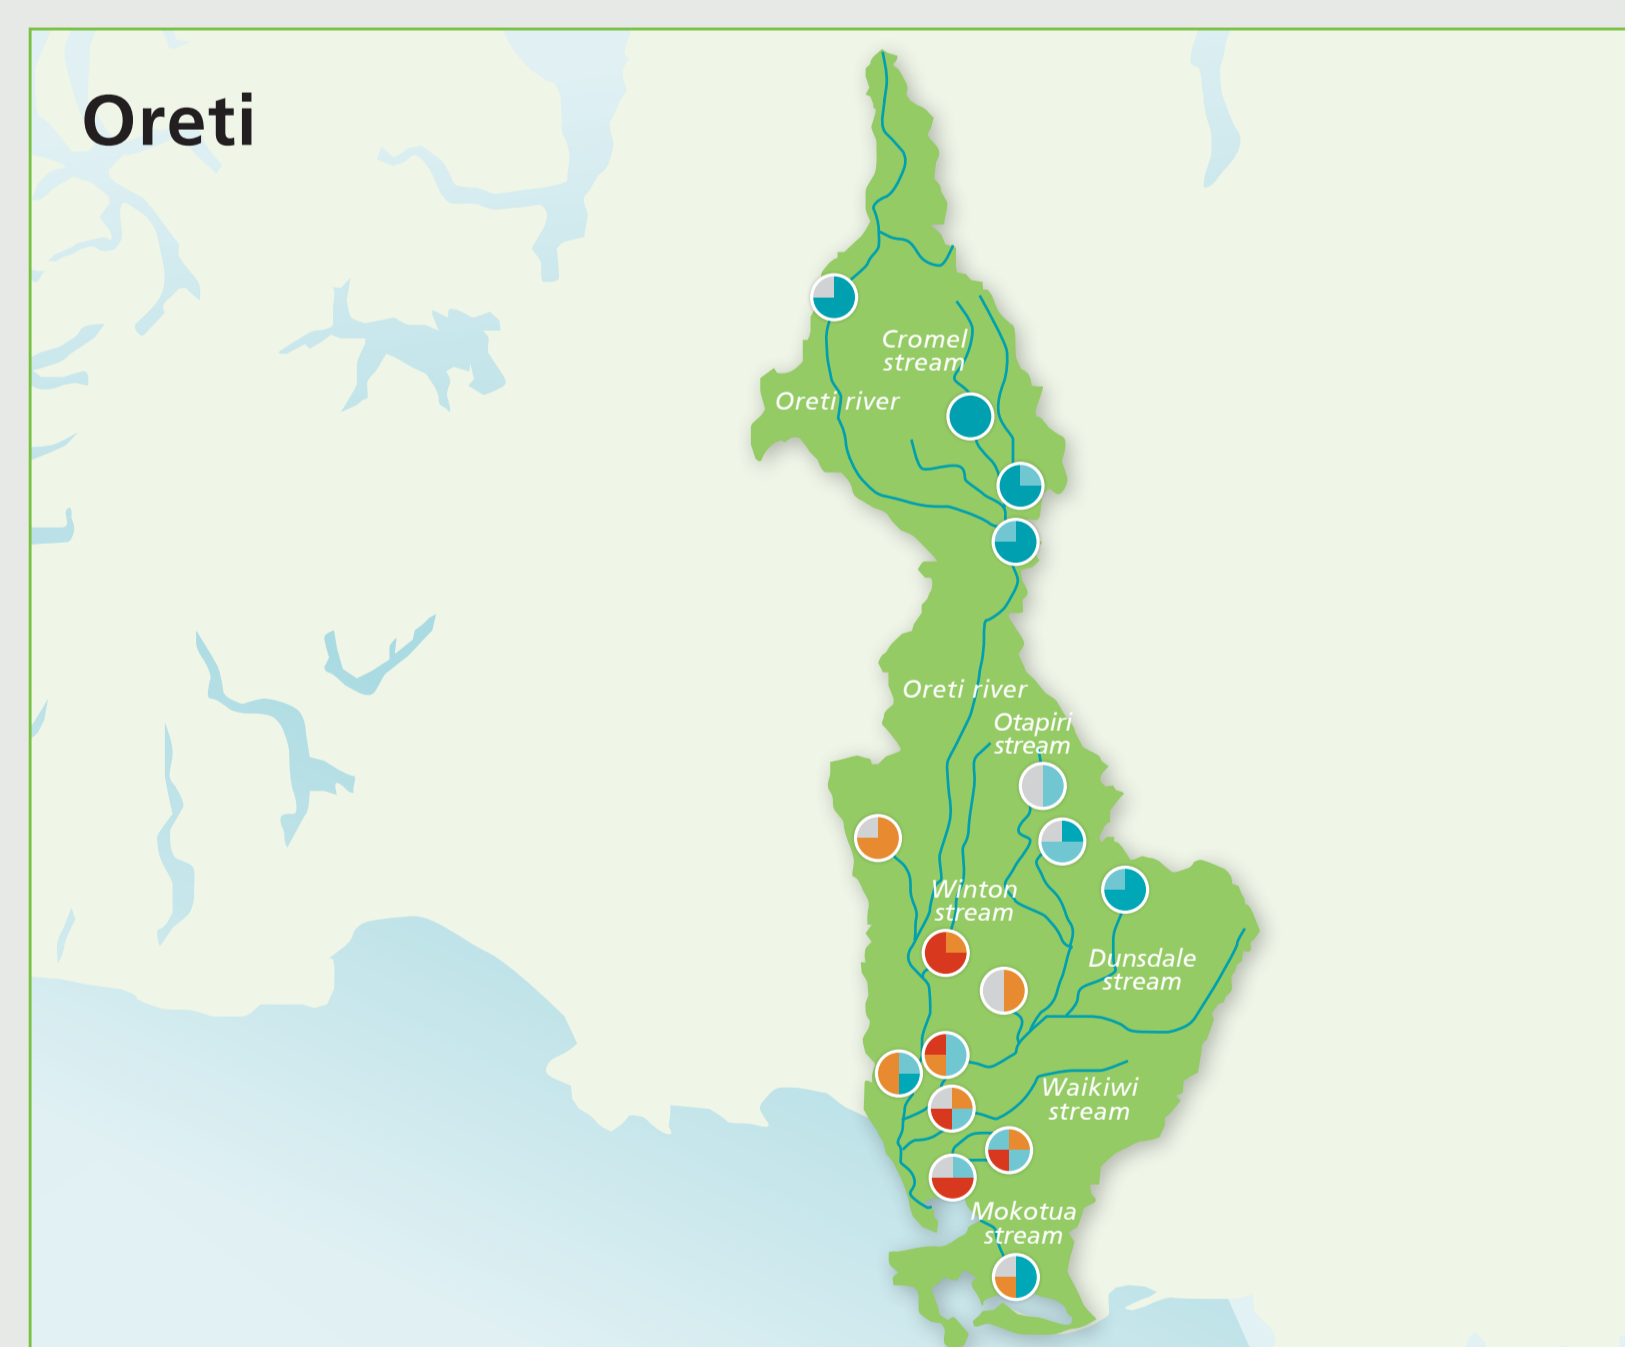 Oreti
Cromel
stream
Oreti river
Oreti river
Otapiri
stream
Winton
stream
Dunsdale
stream
Waikiwi
stream
Mokotua
stream